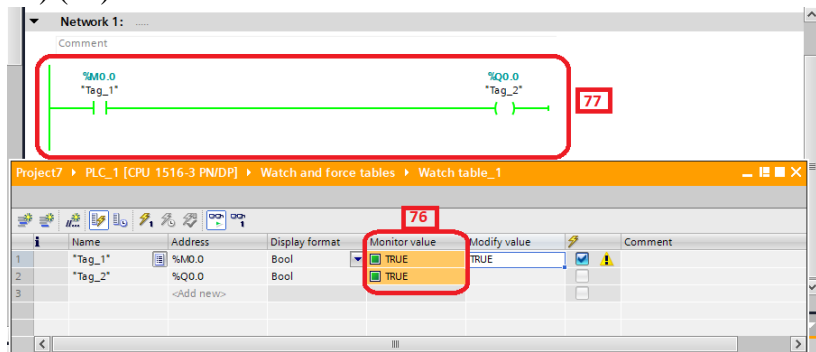 Network 1: .....
Comment
%M0.0 %Q0.0
"Tag_1" "Tag_2"
77
Project7 ▸ PLC_1 [CPU 1516-3 PN/DP] ▸ Watch and force tables ▸ Watch table_1
76
i Name Address Display format Monitor value Modify value Comment
1 "Tag_1" %M0.0 Bool TRUE TRUE
2 "Tag_2" %Q0.0 Bool TRUE
3 <Add new>